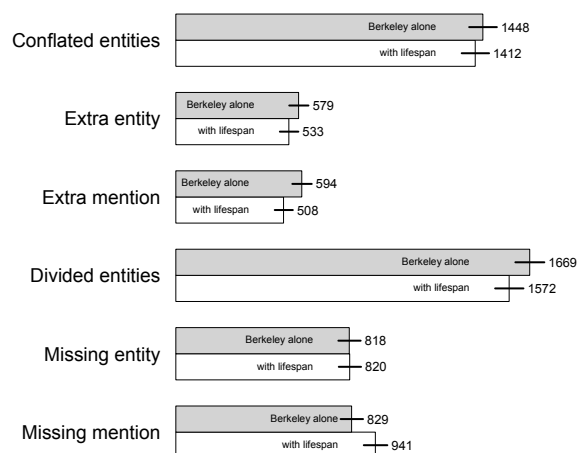 Conflated entities
Berkeley alone 1448
with lifespan 1412
Extra entity
Berkeley alone 579
with lifespan 533
Extra mention
Berkeley alone 594
with lifespan 508
Divided entities
Berkeley alone 1669
with lifespan 1572
Missing entity
Berkeley alone 818
with lifespan 820
Missing mention
Berkeley alone 829
with lifespan 941